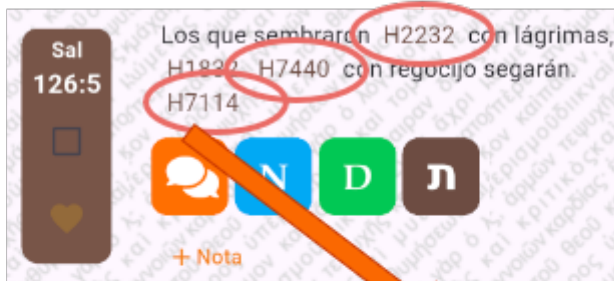 Sal
126:5
Los que sembraron H2232 con lágrimas,
H1832 H7440 con regocijo segarán.
H7114
N D ת
+ Nota